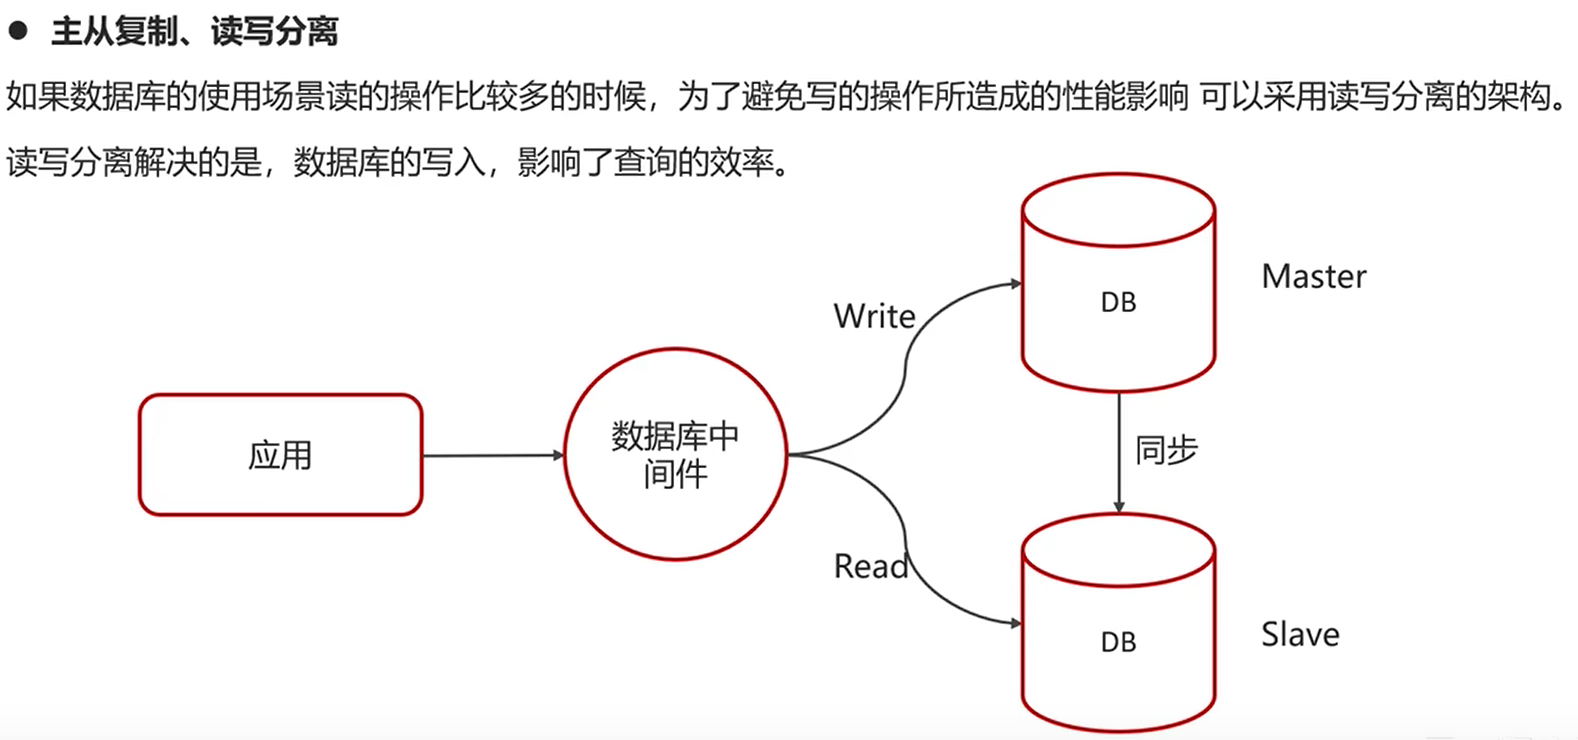 ● 主从复制、读写分离
如果数据库的使用场景读的操作比较多的时候，为了避免写的操作所造成的性能影响 可以采用读写分离的架构。
读写分离解决的是，数据库的写入，影响了查询的效率。
Master
DB
Write
数据库中
间件
应用
同步
Read
Slave
DB